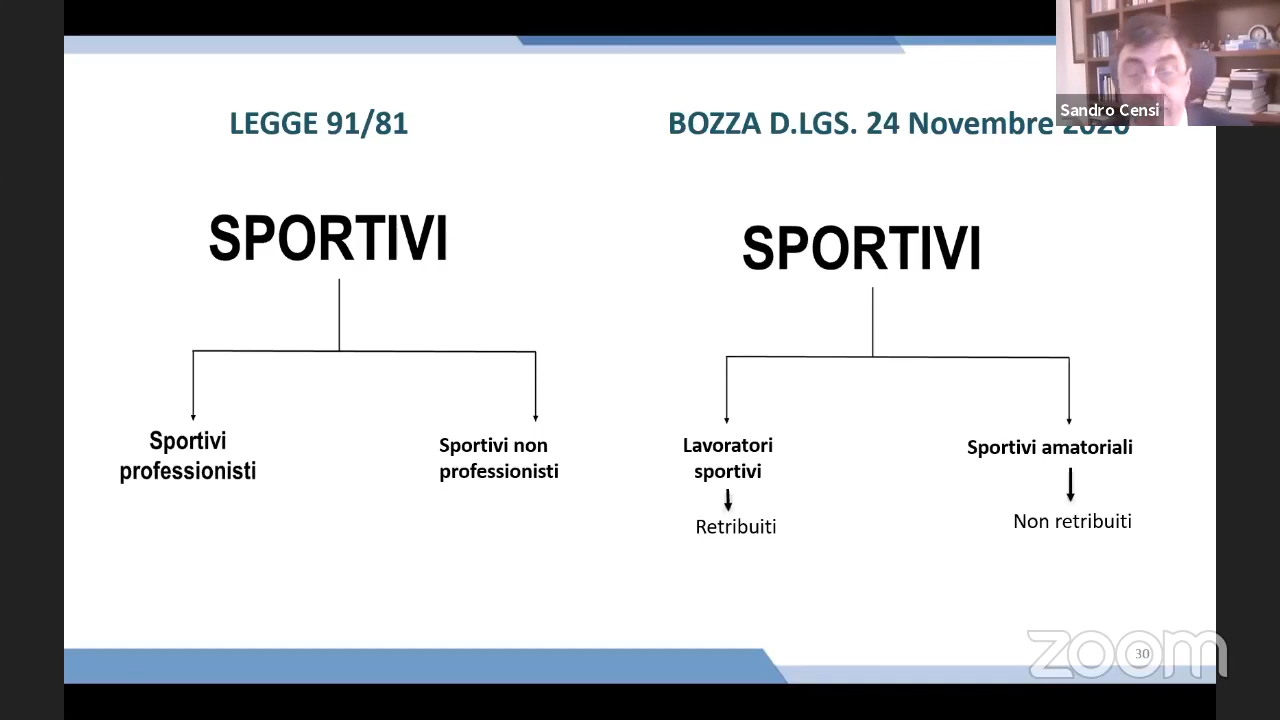 LEGGE 91/81
BOZZA D.LGS. 24 Novembre 2020
Sandro Censi
SPORTIVI
SPORTIVI
Sportivi
professionisti
Sportivi non
professionisti
Lavoratori
sportivi
Sportivi amatoriali
Retribuiti
Non retribuiti
zoom
30